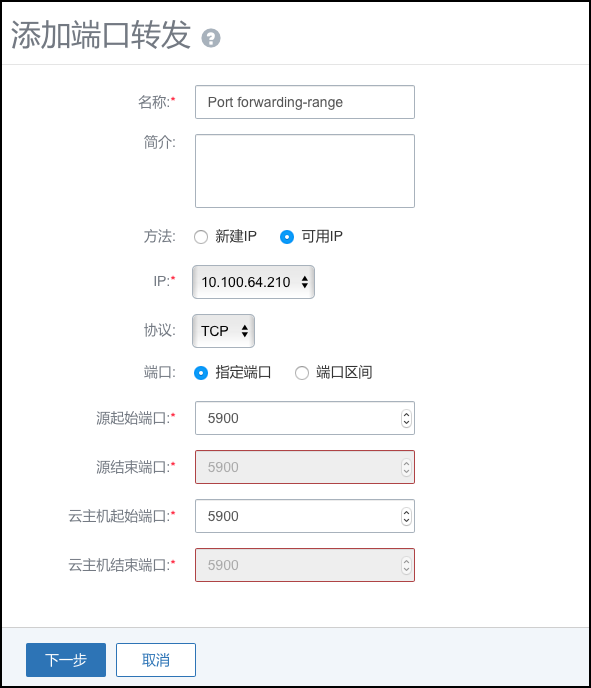 添加端口转发 ?
名称:* Port forwarding-range
简介:
方法: 新建IP 可用IP
IP:* 10.100.64.210
协议: TCP
端口: 指定端口 端口区间
源起始端口:* 5900
源结束端口:* 5900
云主机起始端口:* 5900
云主机结束端口:* 5900
下一步 取消